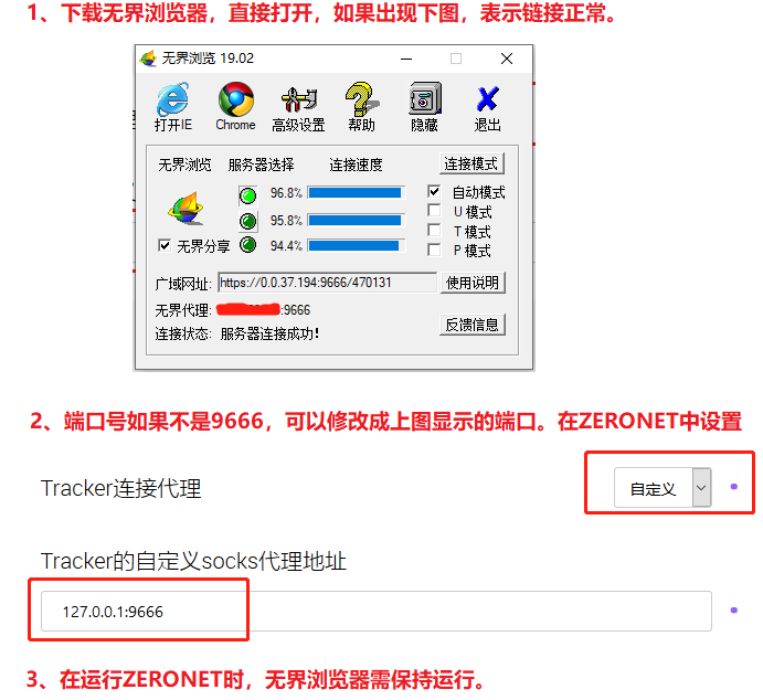 1、下载无界浏览器，直接打开，如果出现下图，表示链接正常。
无界浏览 19.02
打开IE Chrome 高级设置 帮助 隐藏 退出
无界浏览 服务器选择 连接速度 连接模式
96.8% 自动模式
U 模式
95.8%
T 模式
无界分享 94.4% P 模式
广域网址: https://0.0.37.194:9666/470131 使用说明
无界代理: :9666
连接状态: 服务器连接成功! 反馈信息
2、端口号如果不是9666，可以修改成上图显示的端口。在ZERONET中设置
Tracker连接代理 自定义
Tracker的自定义socks代理地址
127.0.0.1:9666
3、在运行ZERONET时，无界浏览器需保持运行。